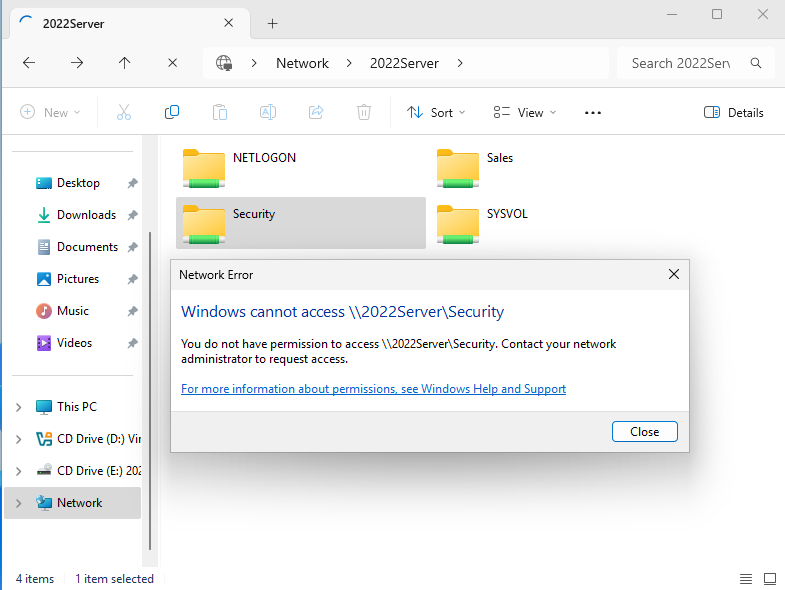 2022Server
Network
2022Server
Search 2022Serv
New
Sort
View
Details
NETLOGON
Sales
Security
SYSVOL
Desktop
Downloads
Documents
Pictures
Music
Videos
This PC
CD Drive (D:) Vir
CD Drive (E:) 202
Network
Network Error
Windows cannot access \\2022Server\Security
You do not have permission to access \\2022Server\Security. Contact your network
administrator to request access.
For more information about permissions, see Windows Help and Support
Close
4 items
1 item selected